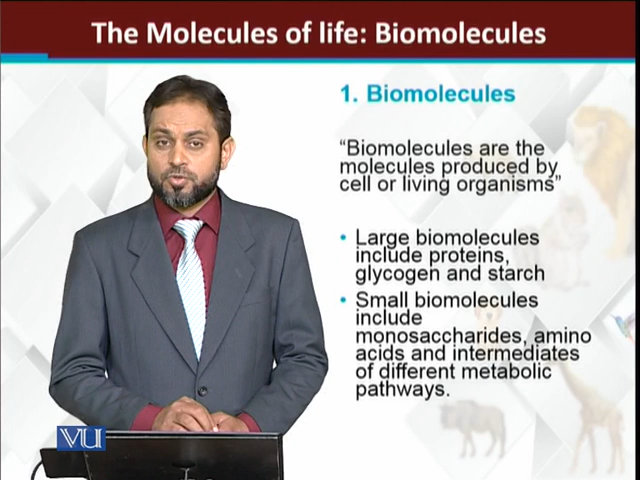 The Molecules of life: Biomolecules
1. Biomolecules
“Biomolecules are the
molecules produced by
cell or living organisms”
• Large biomolecules
include proteins,
glycogen and starch
• Small biomolecules
include
monosaccharides, amino
acids and intermediates
of different metabolic
pathways.
VU